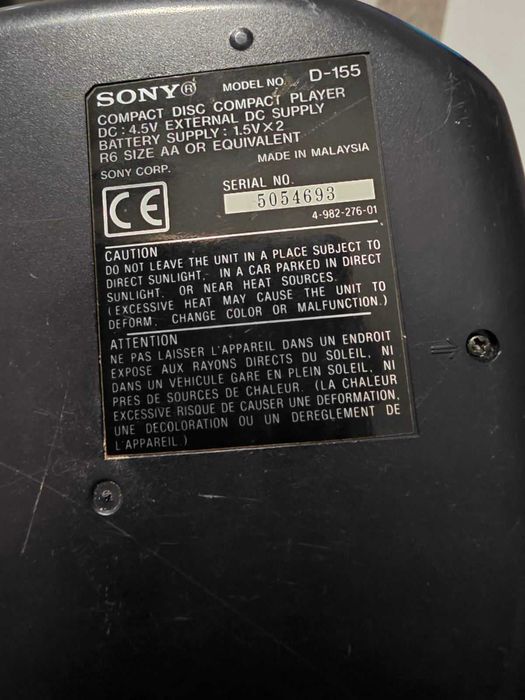 SONY® MODEL NO. D-155
COMPACT DISC COMPACT PLAYER
DC: 4.5V EXTERNAL DC SUPPLY
BATTERY SUPPLY: 1.5V×2
R6 SIZE AA OR EQUIVALENT
SONY CORP. MADE IN MALAYSIA
SERIAL NO.
5054693
CE
4-982-276-01
CAUTION
DO NOT LEAVE THE UNIT IN A PLACE SUBJECT TO
DIRECT SUNLIGHT, IN A CAR PARKED IN DIRECT
SUNLIGHT, OR NEAR HEAT SOURCES.
(EXCESSIVE HEAT MAY CAUSE THE UNIT TO
DEFORM, CHANGE COLOR OR MALFUNCTION.)
ATTENTION
NE PAS LAISSER L'APPAREIL DANS UN ENDROIT
EXPOSE AUX RAYONS DIRECTS DU SOLEIL, NI
DANS UN VEHICULE GARE EN PLEIN SOLEIL, NI
PRES DE SOURCES DE CHALEUR. (LA CHALEUR
EXCESSIVE RISQUE DE CAUSER UNE DEFORMATION,
UNE DECOLORATION OU UN DEREGLEMENT DE
L'APPAREIL.)